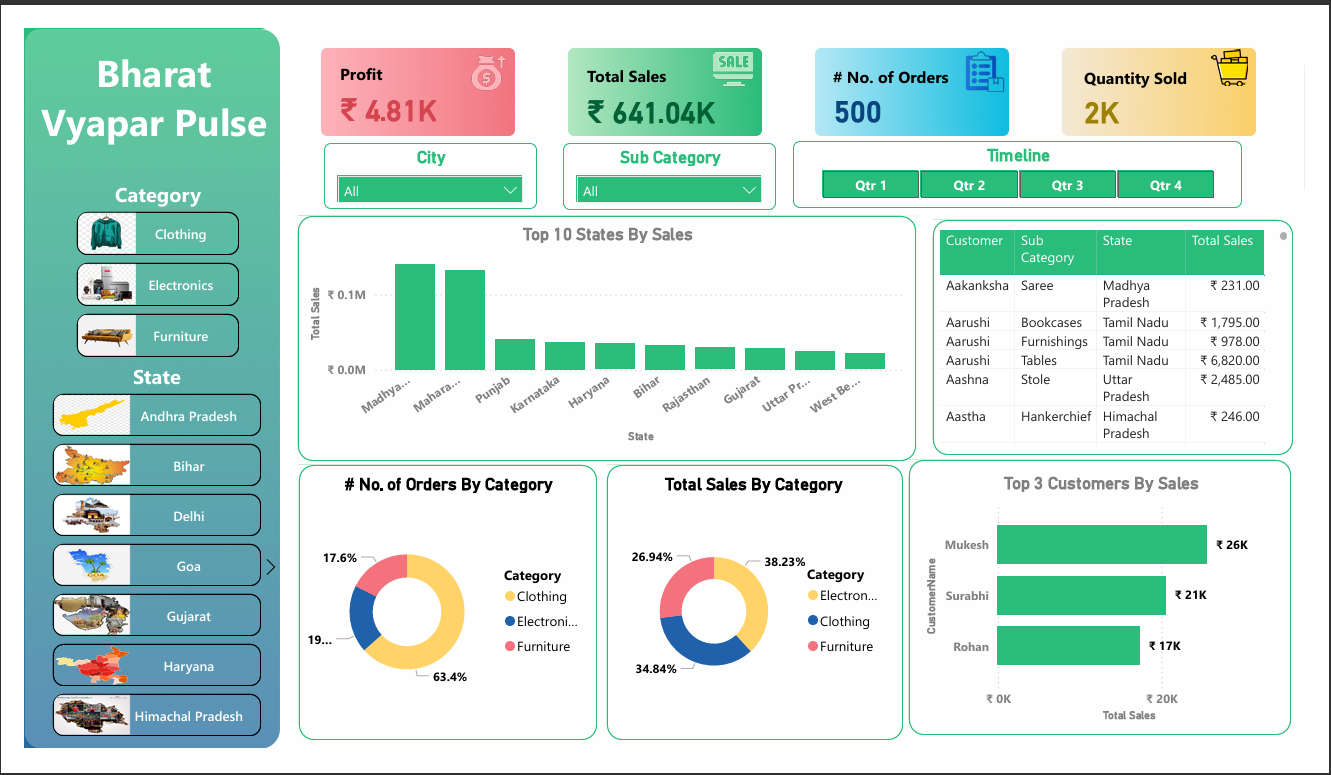 Bharat
Vyapar Pulse
Category
Clothing
Electronics
Furniture
State
Andhra Pradesh
Bihar
Delhi
Goa
Gujarat
Haryana
Himachal Pradesh
Profit
₹ 4.81K
Total Sales
₹ 641.04K
SALE
# No. of Orders
500
Quantity Sold
2K
City
All
Sub Category
All
Timeline
Qtr 1 Qtr 2 Qtr 3 Qtr 4
Top 10 States By Sales
Total Sales
₹ 0.1M
₹ 0.0M
Madhya... Mahara... Punjab Karnataka Haryana Bihar Rajasthan Gujarat Uttar Pr... West Be...
State
Customer Sub Category State Total Sales
Aakanksha Saree Madhya Pradesh ₹ 231.00
Aarushi Bookcases Tamil Nadu ₹ 1,795.00
Aarushi Furnishings Tamil Nadu ₹ 978.00
Aarushi Tables Tamil Nadu ₹ 6,820.00
Aashna Stole Uttar Pradesh ₹ 2,485.00
Aastha Hankerchief Himachal Pradesh ₹ 246.00
# No. of Orders By Category
17.6%
19...
63.4%
Category
Clothing
Electroni...
Furniture
Total Sales By Category
26.94%
38.23%
34.84%
Category
Electron...
Clothing
Furniture
Top 3 Customers By Sales
CustomerName
Mukesh ₹ 26K
Surabhi ₹ 21K
Rohan ₹ 17K
₹ 0K ₹ 20K
Total Sales